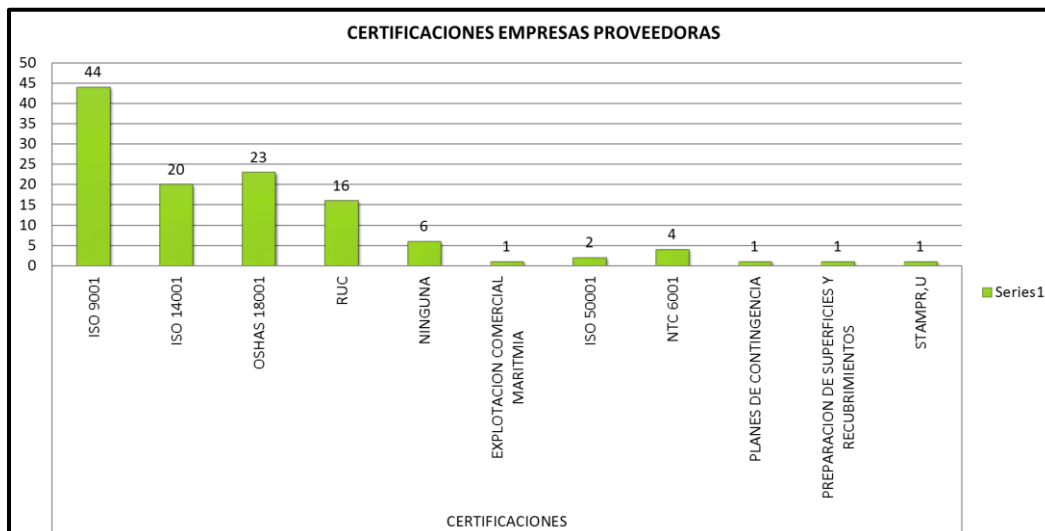 CERTIFICACIONES EMPRESAS PROVEEDORAS
50
45
40
35
30
25
20
15
10
5
0
44
20
23
16
6
1
2
4
1
1
1
ISO 9001
ISO 14001
OSHAS 18001
RUC
NINGUNA
EXPLOTACION COMERCIAL
MARITMIA
ISO 50001
NTC 6001
PLANES DE CONTINGENCIA
PREPARACION DE SUPERFICIES Y
RECUBRIMIENTOS
STAMPR,U
CERTIFICACIONES
Series1